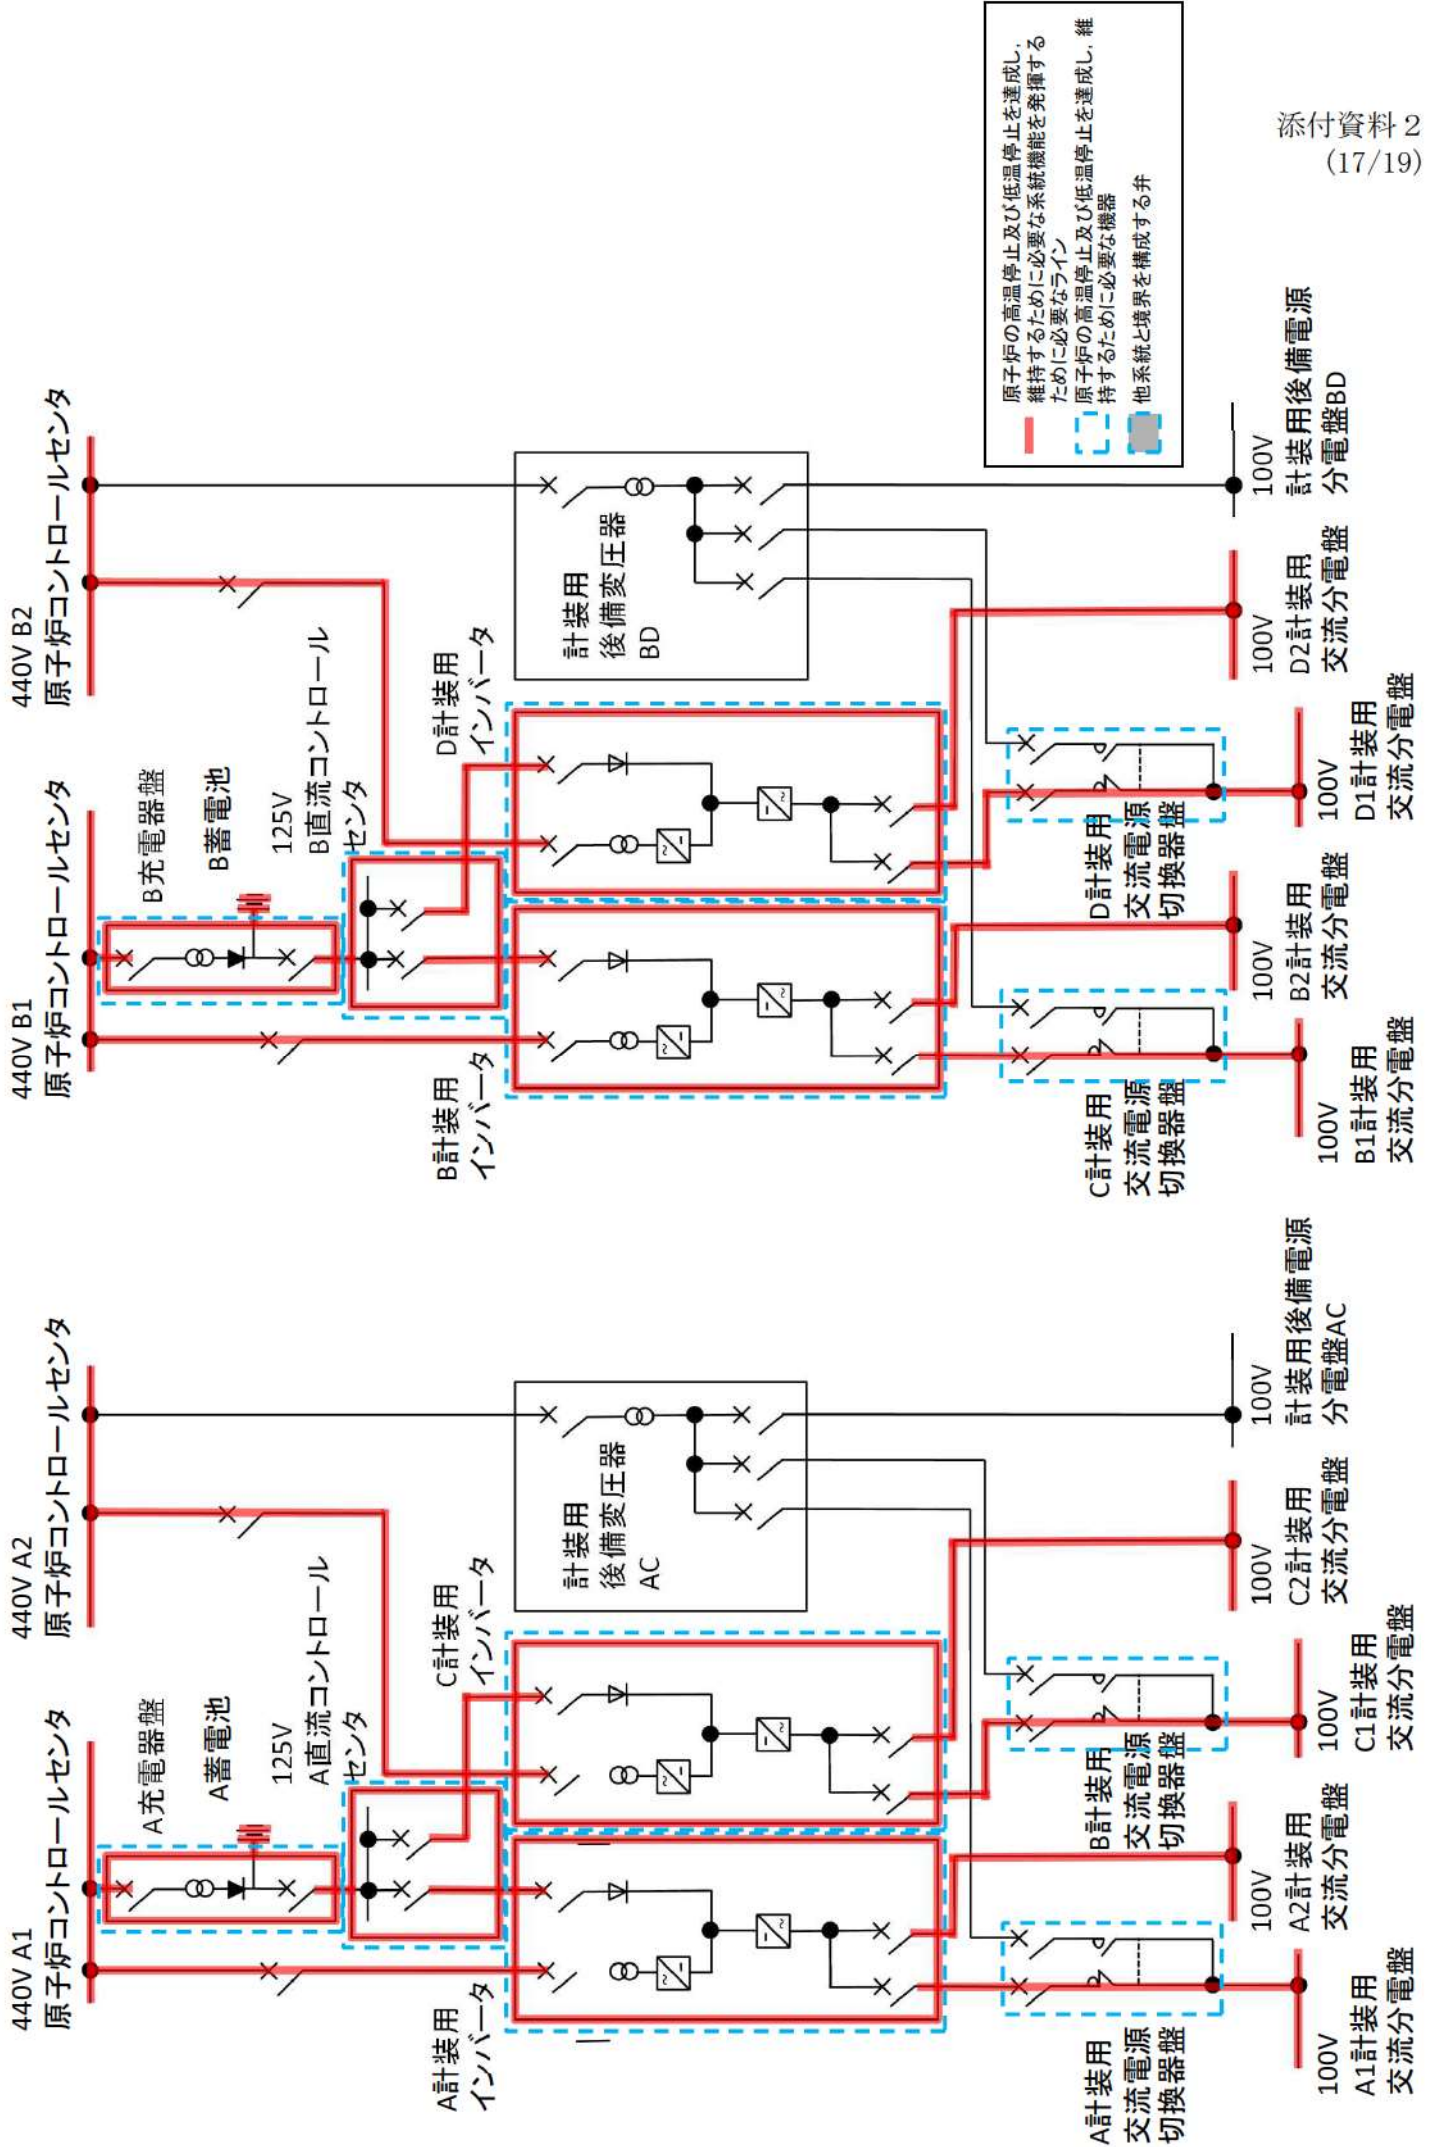 440V A1
原子炉コントロールセンタ
440V A2
原子炉コントロールセンタ
440V B1
原子炉コントロールセンタ
440V B2
原子炉コントロールセンタ
A充電器盤
A蓄電池
125V
A直流コントロール
センタ
B充電器盤
B蓄電池
125V
B直流コントロール
センタ
A計装用
インバータ
C計装用
インバータ
計装用
後備変圧器
AC
B計装用
インバータ
D計装用
インバータ
計装用
後備変圧器
BD
A計装用
交流電源
切換器盤
B計装用
交流電源
切換器盤
C計装用
交流電源
切換器盤
D計装用
交流電源
切換器盤
100V
A1計装用
交流分電盤
100V
A2計装用
交流分電盤
100V
C1計装用
交流分電盤
100V
C2計装用
交流分電盤
100V
計装用後備電源
分電盤AC
100V
B1計装用
交流分電盤
100V
B2計装用
交流分電盤
100V
D1計装用
交流分電盤
100V
D2計装用
交流分電盤
100V
計装用後備電源
分電盤BD
原子炉の高温停止及び低温停止を達成し,
維持するために必要な系統機能を発揮する
ために必要なライン
原子炉の高温停止及び低温停止を達成し, 維
持するために必要な機器
他系統と境界を構成する弁
添付資料2
(17/19)